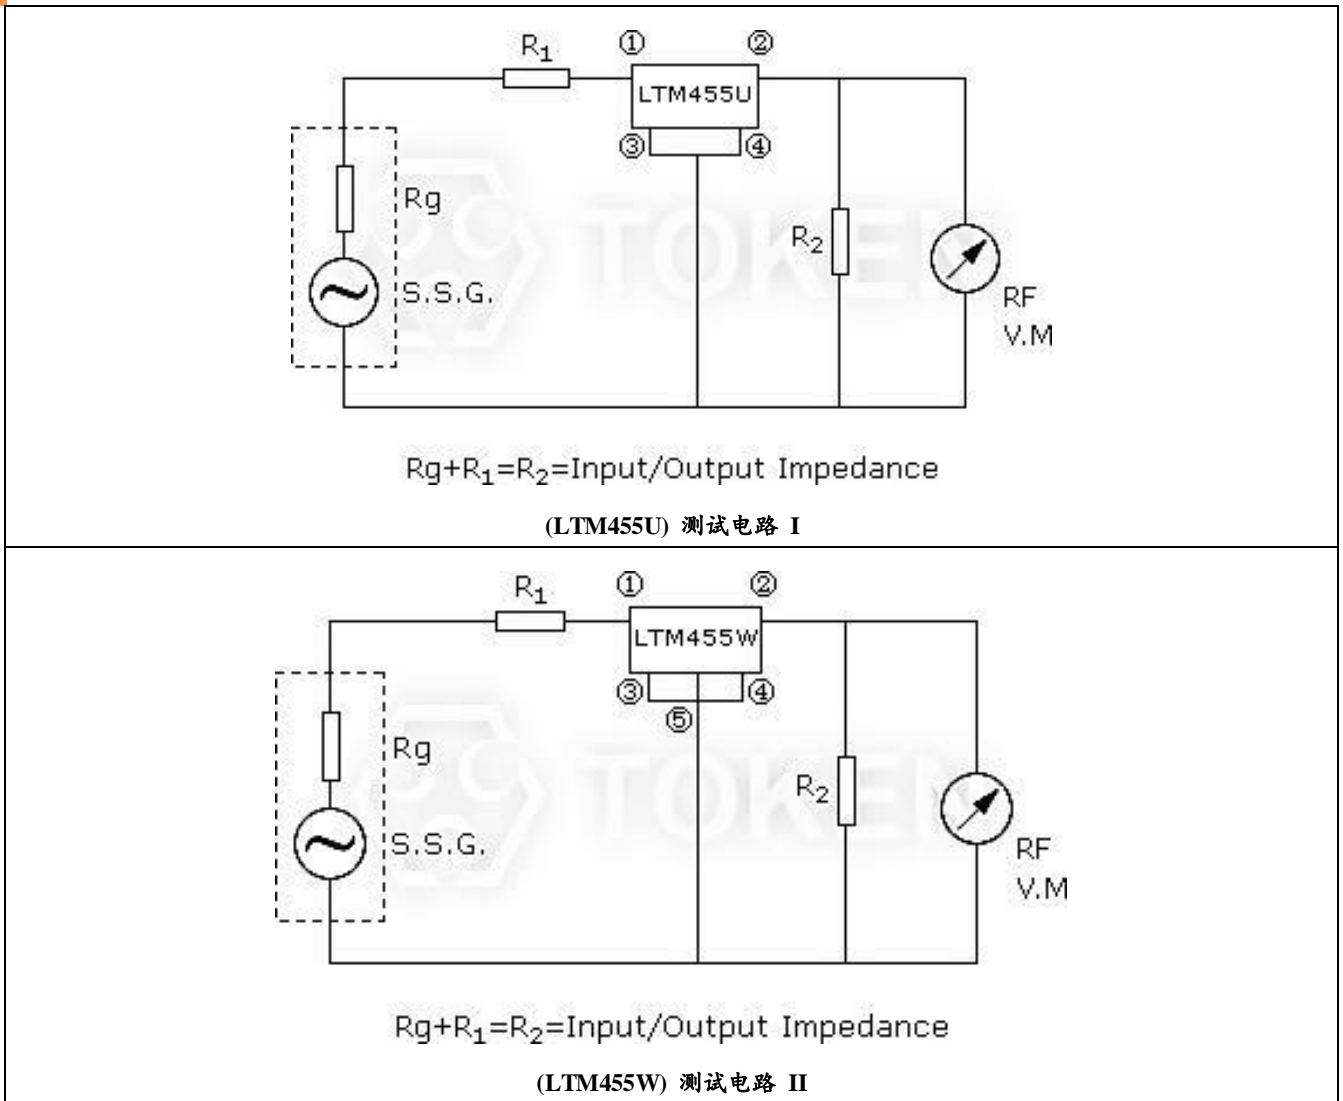 R1 ① ②
LTM455U
③ ④
Rg
R2
S.S.G.
RF
V.M
TOKEN
Rg+R1=R2=Input/Output Impedance
(LTM455U) 测试电路 I
R1 ① ②
LTM455W
③ ④
⑤
Rg
R2
S.S.G.
RF
V.M
TOKEN
Rg+R1=R2=Input/Output Impedance
(LTM455W) 测试电路 II